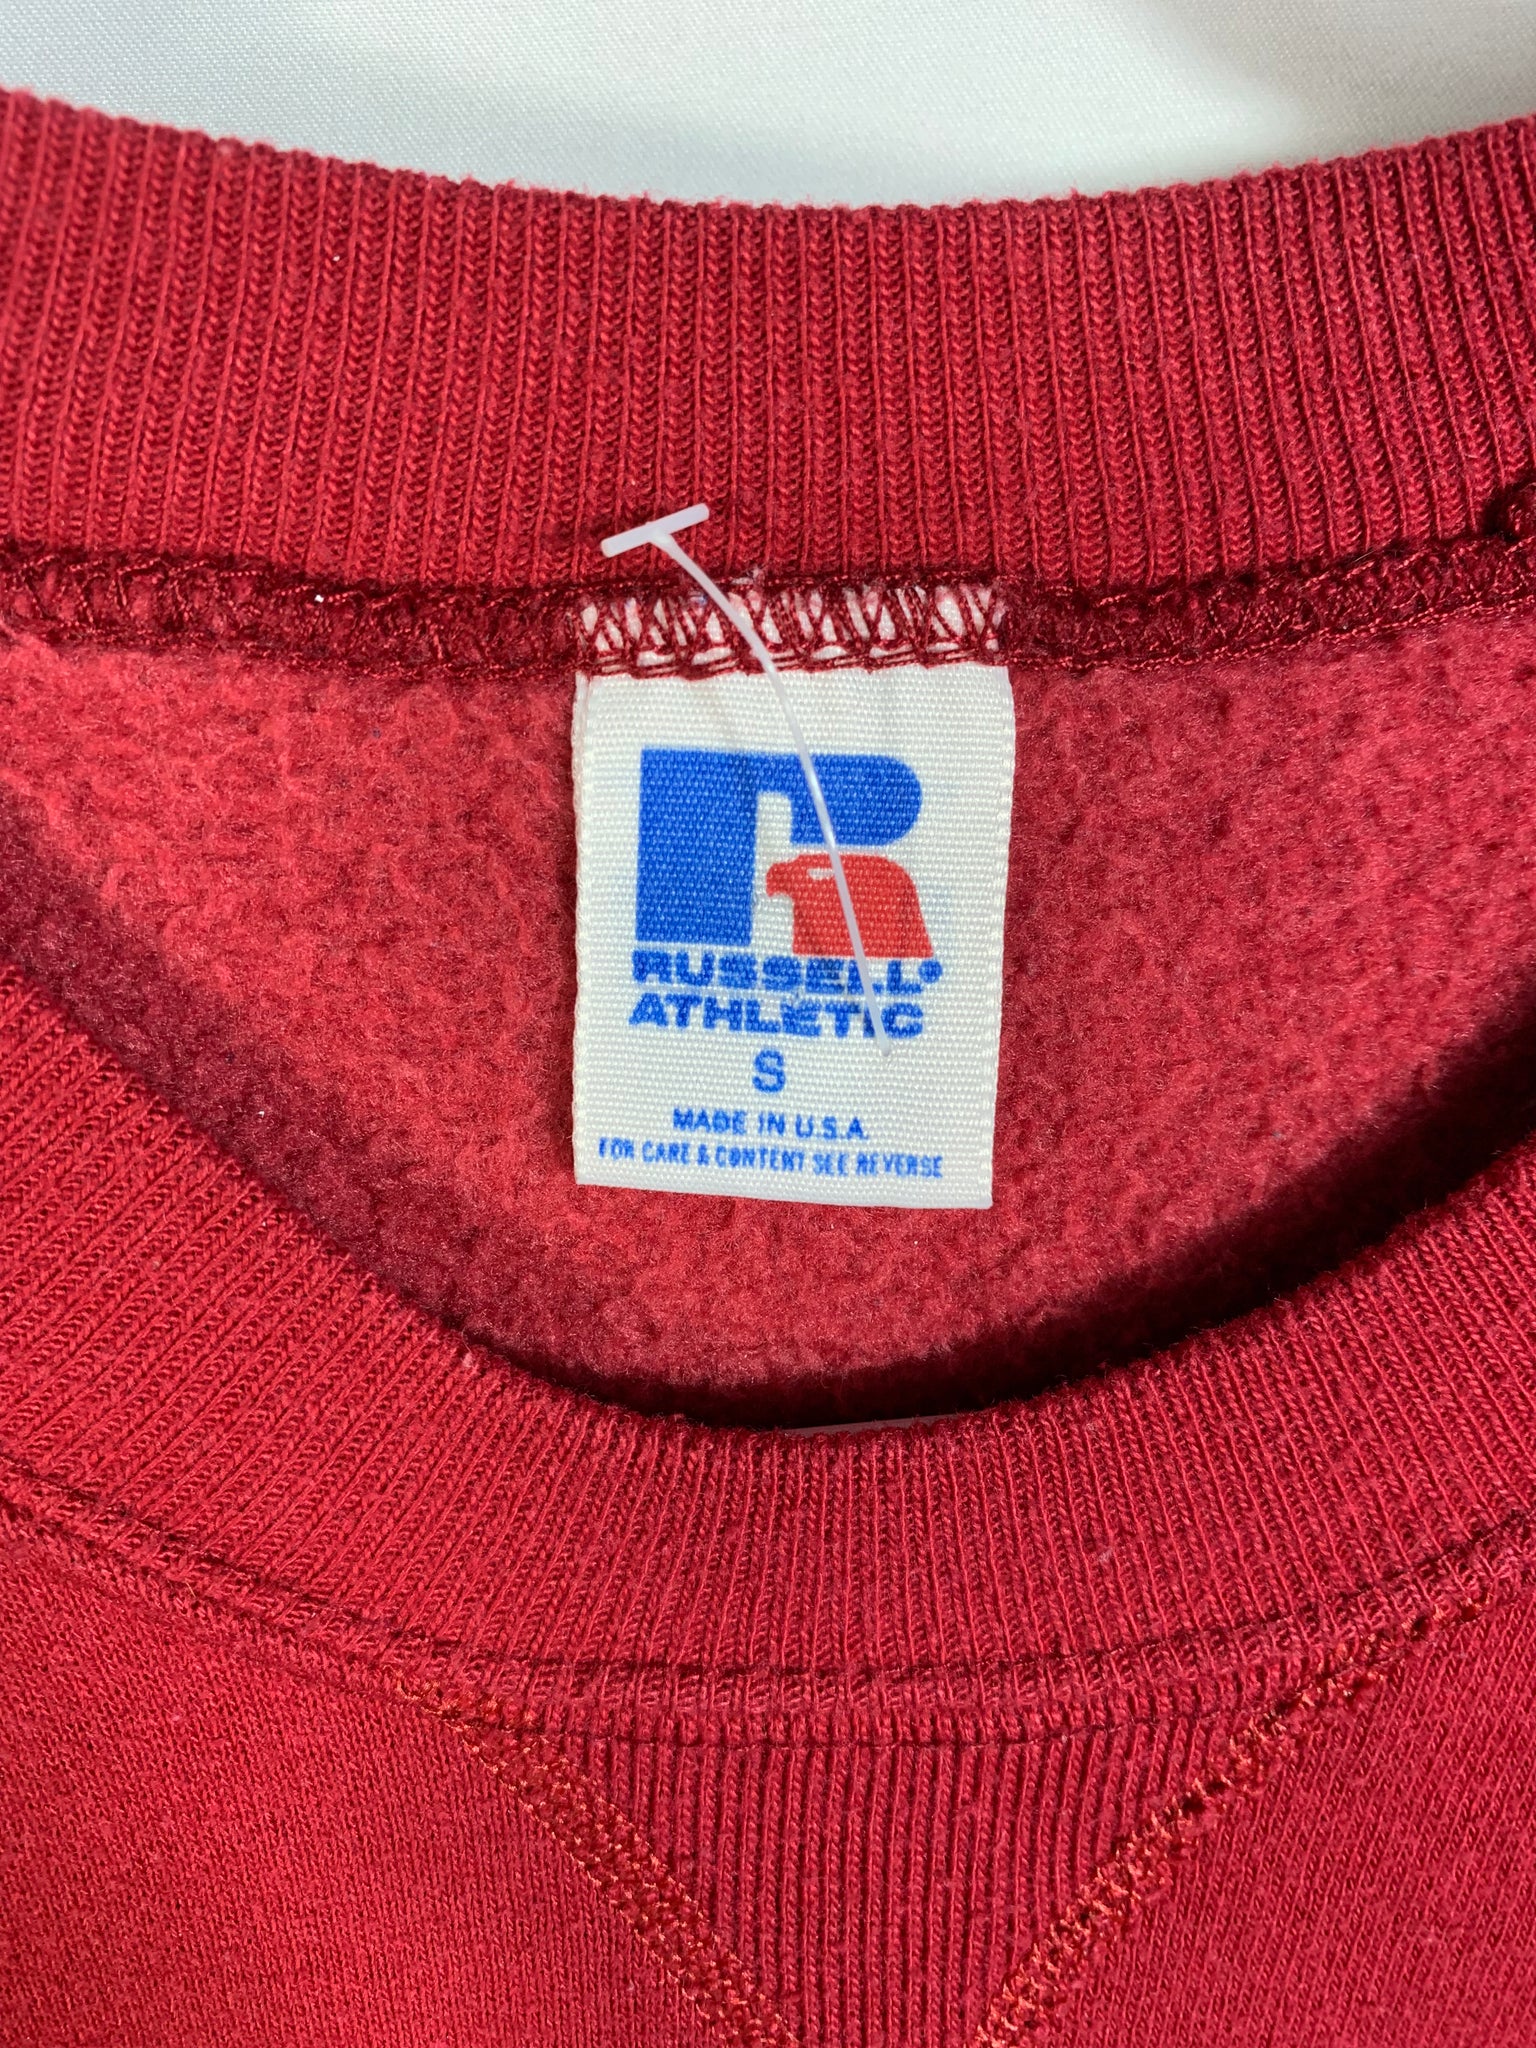 RUSSELL®
ATHLETIC
S
MADE IN U.S.A.
FOR CARE & CONTENT SEE REVERSE